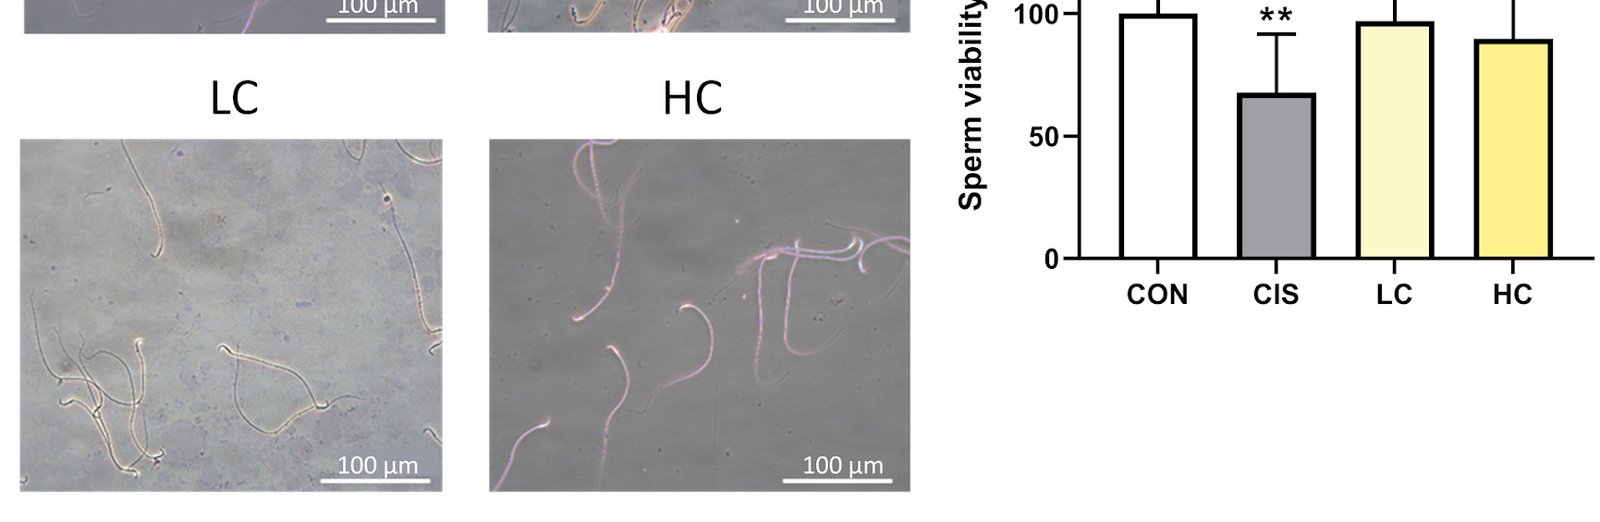 100 µm
100 µm
LC
HC
100 µm
100 µm
Sperm viability
100
**
50
0
CON
CIS
LC
HC